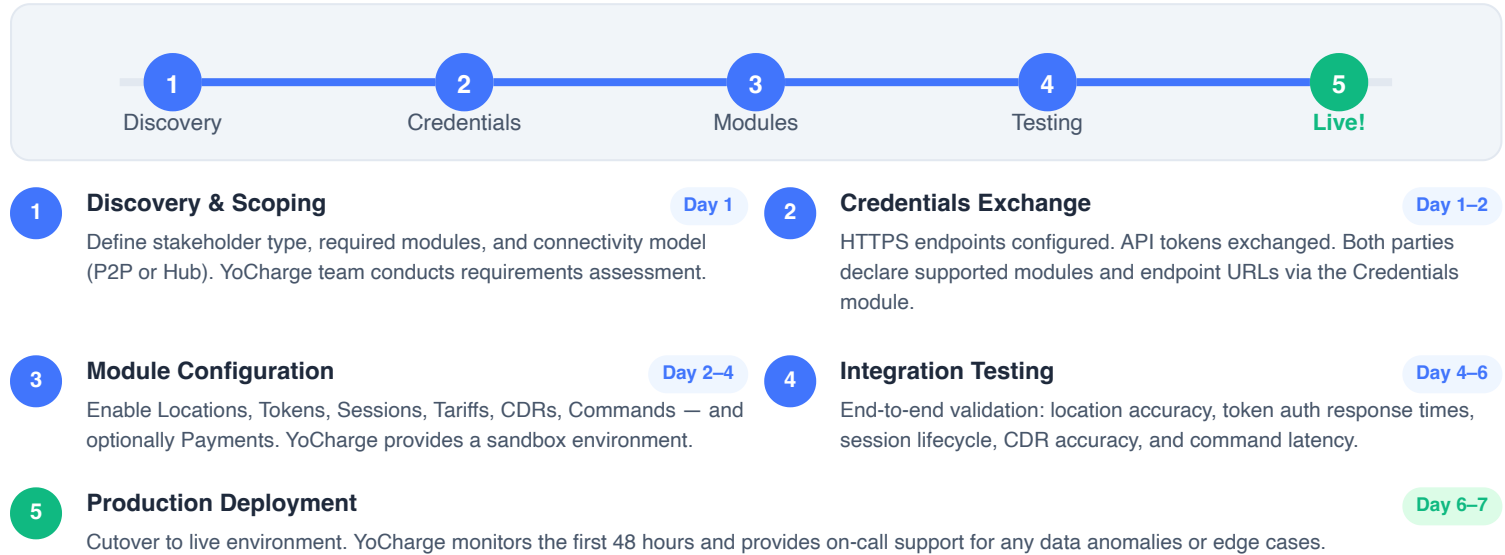 1
2
3
4
5
Discovery
Credentials
Modules
Testing
Live!
1
Discovery & Scoping
Day 1
Define stakeholder type, required modules, and connectivity model
(P2P or Hub). YoCharge team conducts requirements assessment.
2
Credentials Exchange
Day 1–2
HTTPS endpoints configured. API tokens exchanged. Both parties
declare supported modules and endpoint URLs via the Credentials
module.
3
Module Configuration
Day 2–4
Enable Locations, Tokens, Sessions, Tariffs, CDRs, Commands — and
optionally Payments. YoCharge provides a sandbox environment.
4
Integration Testing
Day 4–6
End-to-end validation: location accuracy, token auth response times,
session lifecycle, CDR accuracy, and command latency.
5
Production Deployment
Day 6–7
Cutover to live environment. YoCharge monitors the first 48 hours and provides on-call support for any data anomalies or edge cases.